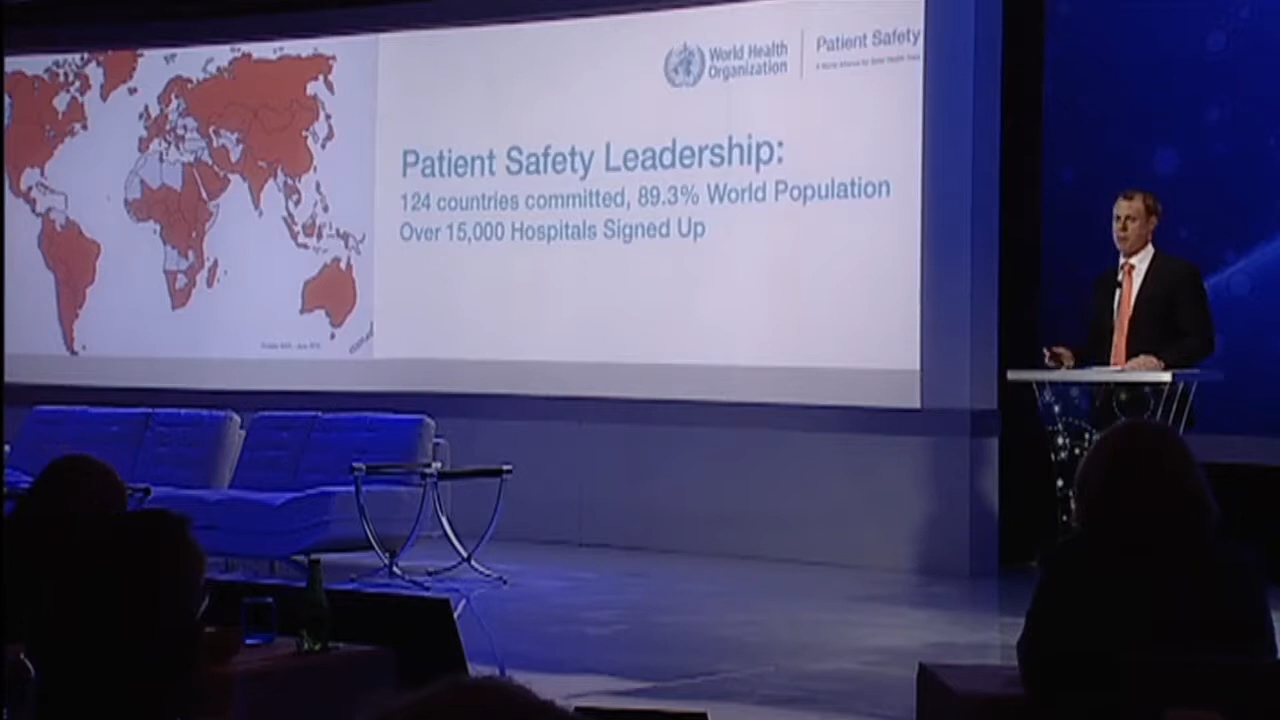 World Health
Organization
Patient Safety
Patient Safety Leadership:
124 countries committed, 89.3% World Population
Over 15,000 Hospitals Signed Up